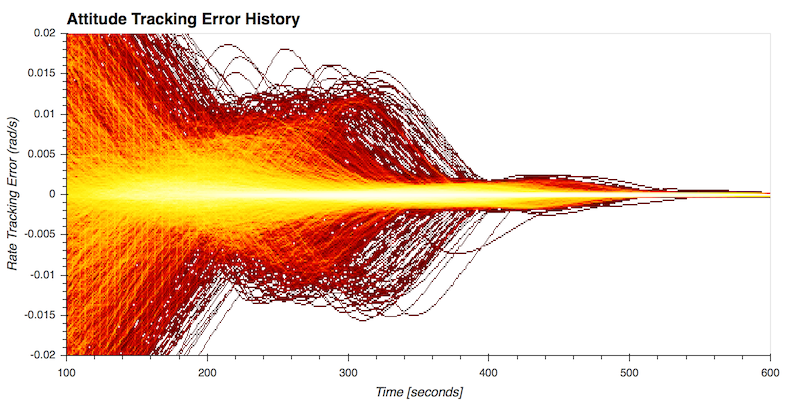 Attitude Tracking Error History
Rate Tracking Error (rad/s)
0.02
0.015
0.01
0.005
0
-0.005
-0.01
-0.015
-0.02
100 200 300 400 500 600
Time [seconds]